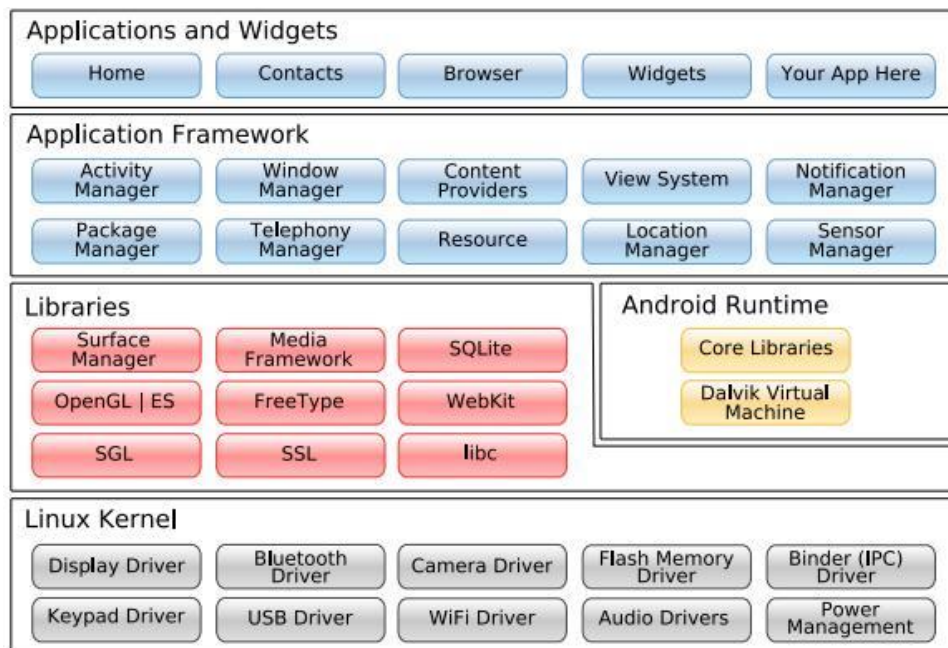 Applications and Widgets
Home
Contacts
Browser
Widgets
Your App Here
Application Framework
Activity
Manager
Window
Manager
Content
Providers
View System
Notification
Manager
Package
Manager
Telephony
Manager
Resource
Location
Manager
Sensor
Manager
Libraries
Surface
Manager
Media
Framework
SQLite
OpenGL | ES
FreeType
WebKit
SGL
SSL
libc
Android Runtime
Core Libraries
Dalvik Virtual
Machine
Linux Kernel
Display Driver
Bluetooth
Driver
Camera Driver
Flash Memory
Driver
Binder (IPC)
Driver
Keypad Driver
USB Driver
WiFi Driver
Audio Drivers
Power
Management